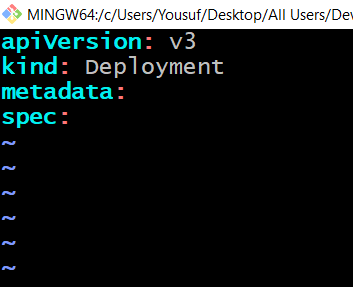 MINGW64:/c/Users/Yousuf/Desktop/All Users/Dev
apiVersion: v3
kind: Deployment
metadata:
spec:
~
~
~
~
~
~